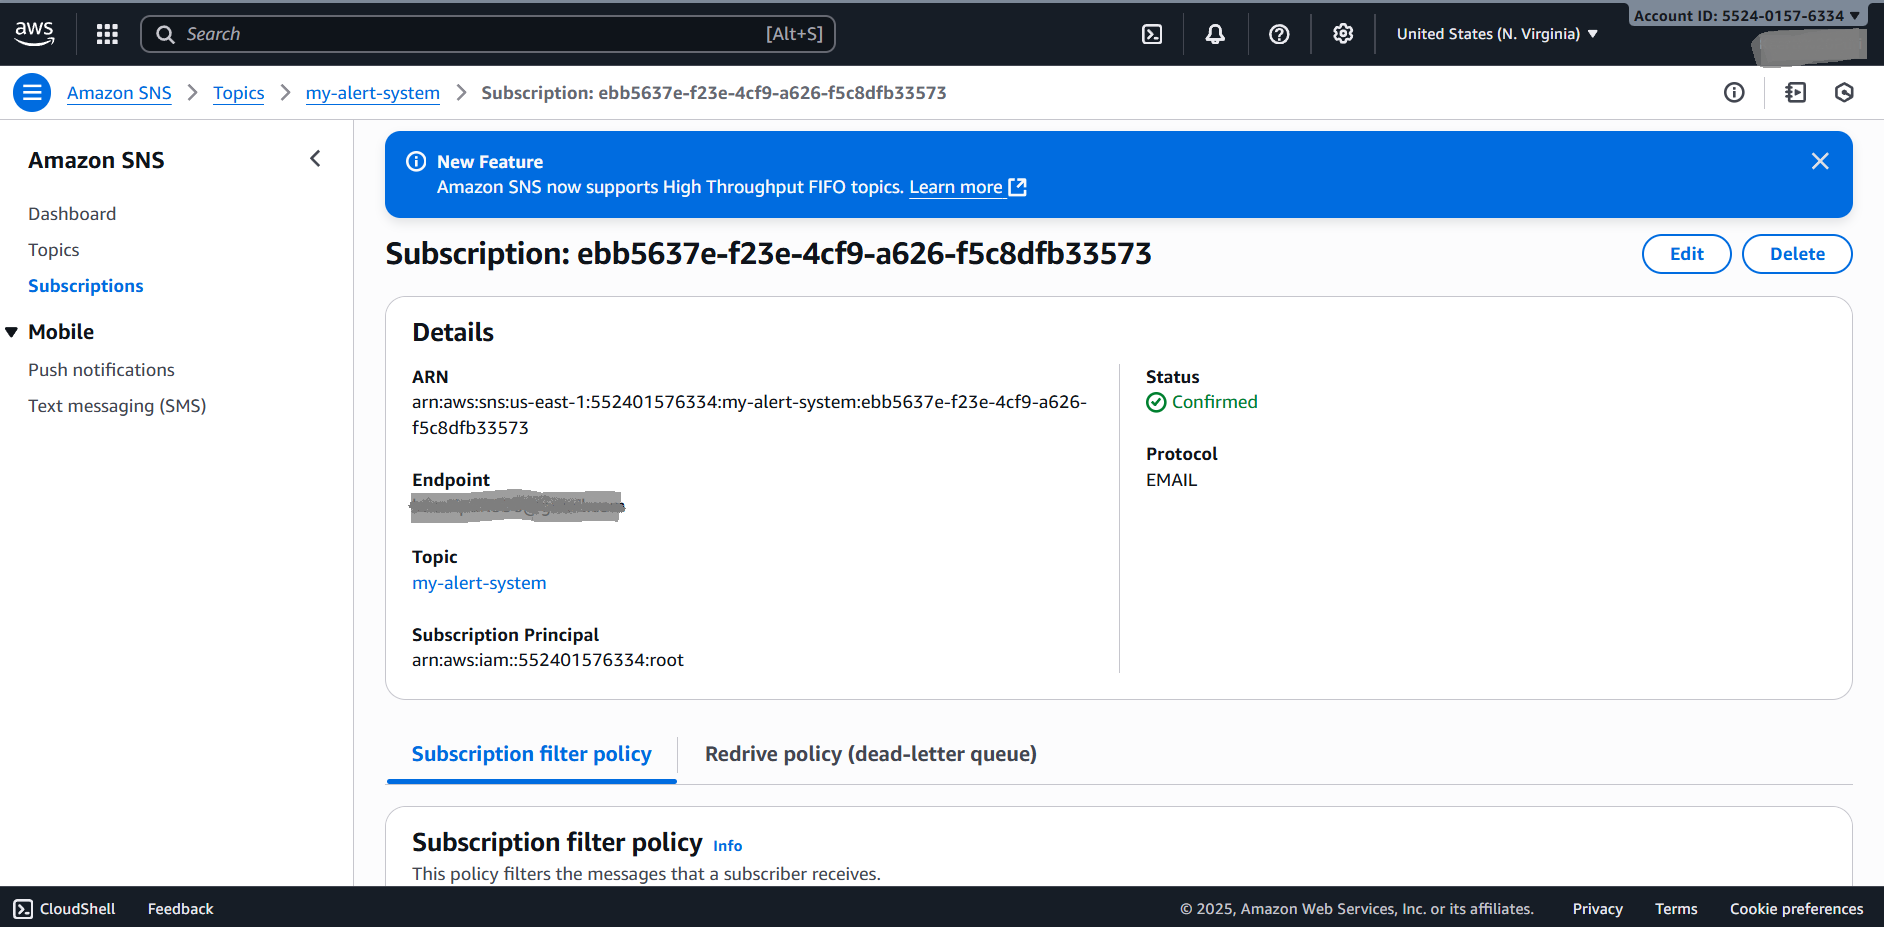 aws
Search [Alt+S]
United States (N. Virginia)
Account ID: 5524-0157-6334
Amazon SNS
Topics
my-alert-system
Subscription: ebb5637e-f23e-4cf9-a626-f5c8dfb33573
Amazon SNS
Dashboard
Topics
Subscriptions
Mobile
Push notifications
Text messaging (SMS)
New Feature
Amazon SNS now supports High Throughput FIFO topics. Learn more
Subscription: ebb5637e-f23e-4cf9-a626-f5c8dfb33573
Edit
Delete
Details
ARN
arn:aws:sns:us-east-1:552401576334:my-alert-system:ebb5637e-f23e-4cf9-a626-
f5c8dfb33573
Endpoint
Topic
my-alert-system
Subscription Principal
arn:aws:iam::552401576334:root
Status
Confirmed
Protocol
EMAIL
Subscription filter policy
Redrive policy (dead-letter queue)
Subscription filter policy Info
This policy filters the messages that a subscriber receives.
CloudShell
Feedback
© 2025, Amazon Web Services, Inc. or its affiliates.
Privacy
Terms
Cookie preferences